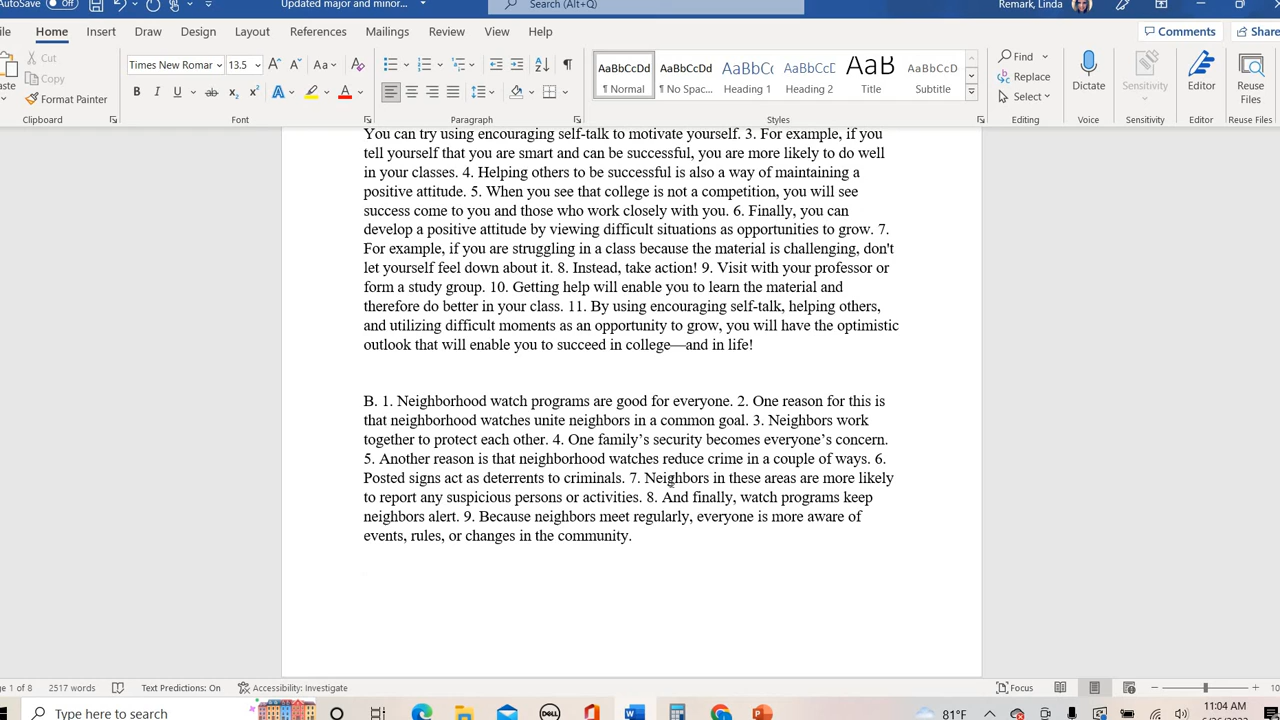 AutoSave Off Updated major and minor... Search (Alt+Q) Remark, Linda
Home Insert Draw Design Layout References Mailings Review View Help Comments Share
Cut Times New Roman 13.5 Aa AaBbCcDd AaBbCcDd AaBbCc AaBbCcD AaB AaBbCcD Find
Copy Replace
Format Painter B I U ab x₂ x² A A ¶ Normal ¶ No Spac... Heading 1 Heading 2 Title Subtitle Select Dictate Sensitivity Editor Reuse Files
Clipboard Font Paragraph Styles Editing Voice Sensitivity Editor Reuse Files
You can try using encouraging self-talk to motivate yourself. 3. For example, if you
tell yourself that you are smart and can be successful, you are more likely to do well
in your classes. 4. Helping others to be successful is also a way of maintaining a
positive attitude. 5. When you see that college is not a competition, you will see
success come to you and those who work closely with you. 6. Finally, you can
develop a positive attitude by viewing difficult situations as opportunities to grow. 7.
For example, if you are struggling in a class because the material is challenging, don't
let yourself feel down about it. 8. Instead, take action! 9. Visit with your professor or
form a study group. 10. Getting help will enable you to learn the material and
therefore do better in your class. 11. By using encouraging self-talk, helping others,
and utilizing difficult moments as an opportunity to grow, you will have the optimistic
outlook that will enable you to succeed in college—and in life!
B. 1. Neighborhood watch programs are good for everyone. 2. One reason for this is
that neighborhood watches unite neighbors in a common goal. 3. Neighbors work
together to protect each other. 4. One family's security becomes everyone's concern.
5. Another reason is that neighborhood watches reduce crime in a couple of ways. 6.
Posted signs act as deterrents to criminals. 7. Neighbors in these areas are more likely
to report any suspicious persons or activities. 8. And finally, watch programs keep
neighbors alert. 9. Because neighbors meet regularly, everyone is more aware of
events, rules, or changes in the community.
age 1 of 8 2517 words Text Predictions: On Accessibility: Investigate Focus 10
Type here to search DELL 81°F 11:04 AM